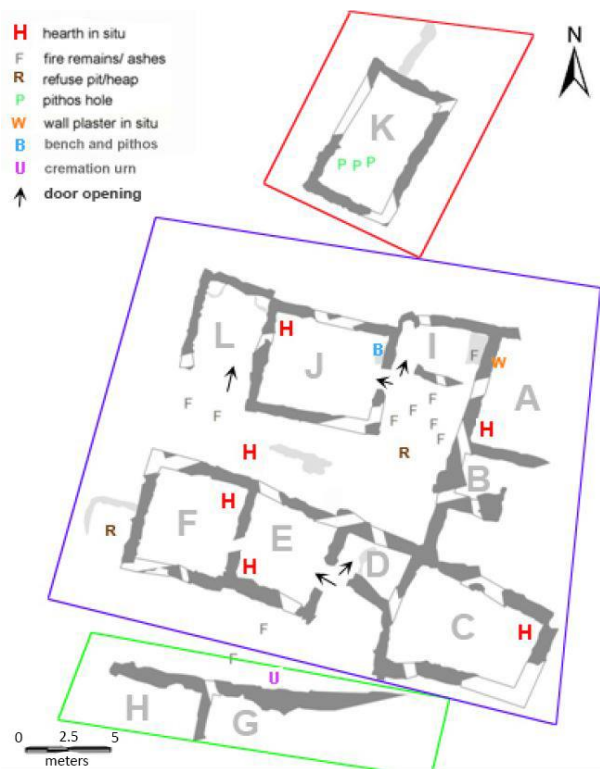 H hearth in situ
F fire remains/ ashes
R refuse pit/heap
P pithos hole
W wall plaster in situ
B bench and pithos
U cremation urn
door opening
N
K
P P P
L
H
J
B
I
F
W
A
F
F
F
F
F
F
F
H
H
R
B
H
F
E
R
H
D
C
H
F
F
U
H
G
0 2.5 5
meters